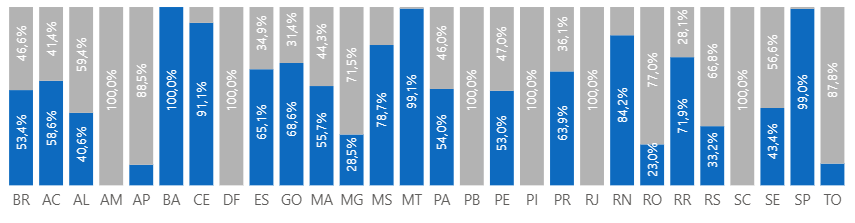 46,6% 41,4% 59,4% 100,0% 88,5% 100,0% 91,1% 100,0% 34,9% 31,4% 44,3% 71,5% 78,7% 99,1% 46,0% 100,0% 47,0% 100,0% 36,1% 100,0% 84,2% 77,0% 28,1% 66,8% 100,0% 56,6% 99,0% 87,8%
53,4% 58,6% 40,6% 65,1% 68,6% 55,7% 28,5% 54,0% 53,0% 63,9% 23,0% 71,9% 33,2% 43,4%
BR AC AL AM AP BA CE DF ES GO MA MG MS MT PA PB PE PI PR RJ RN RO RR RS SC SE SP TO